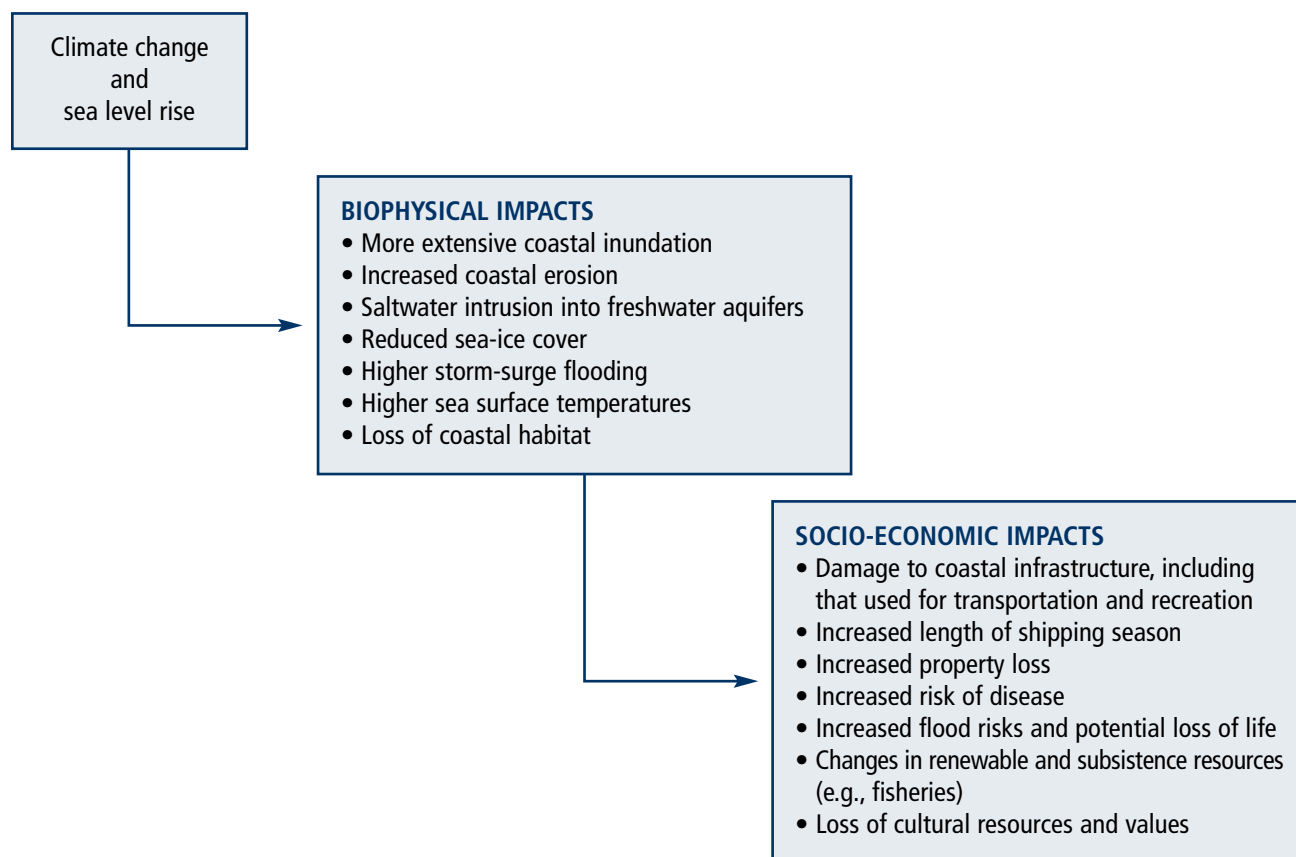 Climate change
and
sea level rise
BIOPHYSICAL IMPACTS
• More extensive coastal inundation
• Increased coastal erosion
• Saltwater intrusion into freshwater aquifers
• Reduced sea-ice cover
• Higher storm-surge flooding
• Higher sea surface temperatures
• Loss of coastal habitat
SOCIO-ECONOMIC IMPACTS
• Damage to coastal infrastructure, including
that used for transportation and recreation
• Increased length of shipping season
• Increased property loss
• Increased risk of disease
• Increased flood risks and potential loss of life
• Changes in renewable and subsistence resources
(e.g., fisheries)
• Loss of cultural resources and values